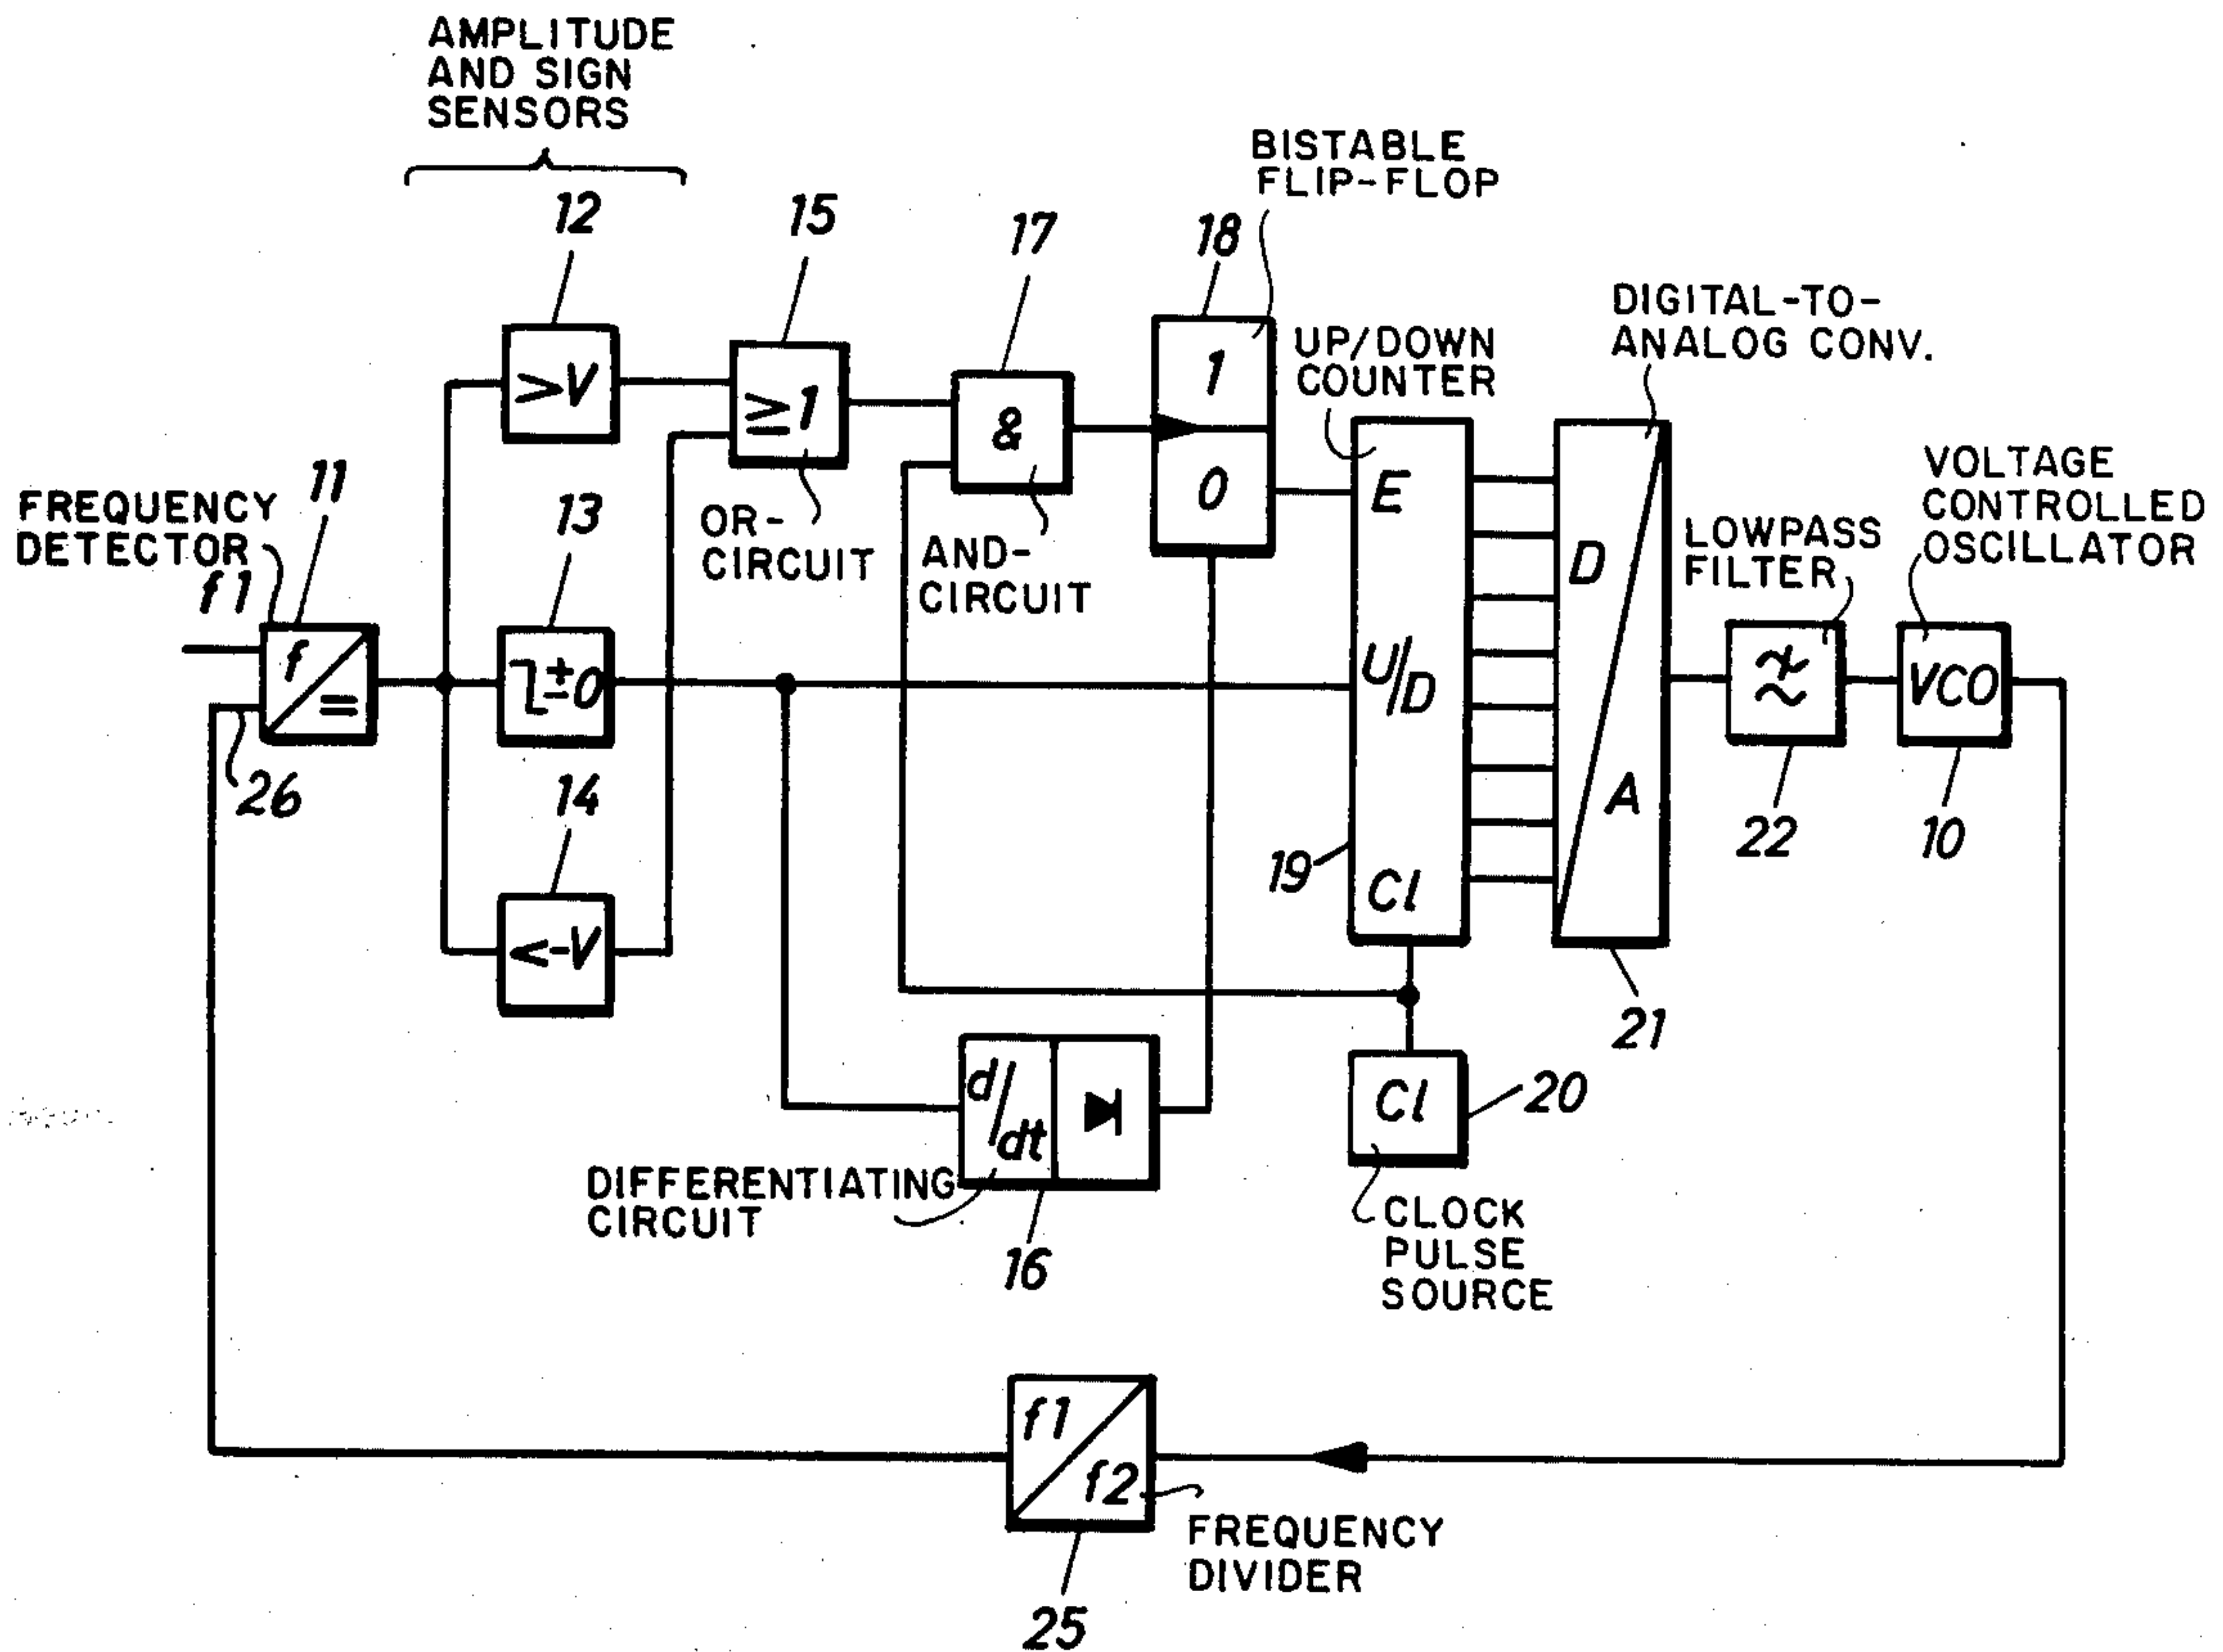 AMPLITUDE
AND SIGN
SENSORS
12
15
17
18
BISTABLE
FLIP-FLOP
DIGITAL-TO-
ANALOG CONV.
UP/DOWN
COUNTER
VOLTAGE
CONTROLLED
OSCILLATOR
LOWPASS
FILTER
FREQUENCY
DETECTOR
11
f1
>V
≥1
&
1
0
OR-
CIRCUIT
AND-
CIRCUIT
13
E
D
f
=
±0
U/D
VCO
26
14
A
22
10
19
<-V
Cl
21
d/dt
Cl
20
DIFFERENTIATING
CIRCUIT
16
CLOCK
PULSE
SOURCE
f1
f2
FREQUENCY
DIVIDER
25